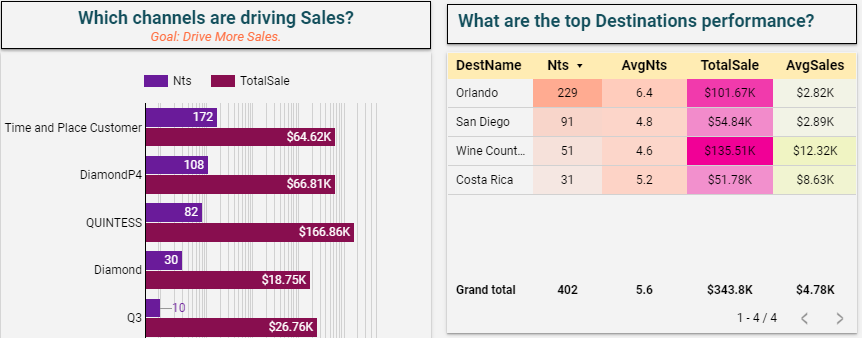 Which channels are driving Sales?
Goal: Drive More Sales.
Nts TotalSale
Time and Place Customer 172
$64.62K
DiamondP4 108
$66.81K
QUINTESS 82
$166.86K
Diamond 30
$18.75K
Q3 10
$26.76K
What are the top Destinations performance?
DestName Nts AvgNts TotalSale AvgSales
Orlando 229 6.4 $101.67K $2.82K
San Diego 91 4.8 $54.84K $2.89K
Wine Count... 51 4.6 $135.51K $12.32K
Costa Rica 31 5.2 $51.78K $8.63K
Grand total 402 5.6 $343.8K $4.78K
1 - 4 / 4